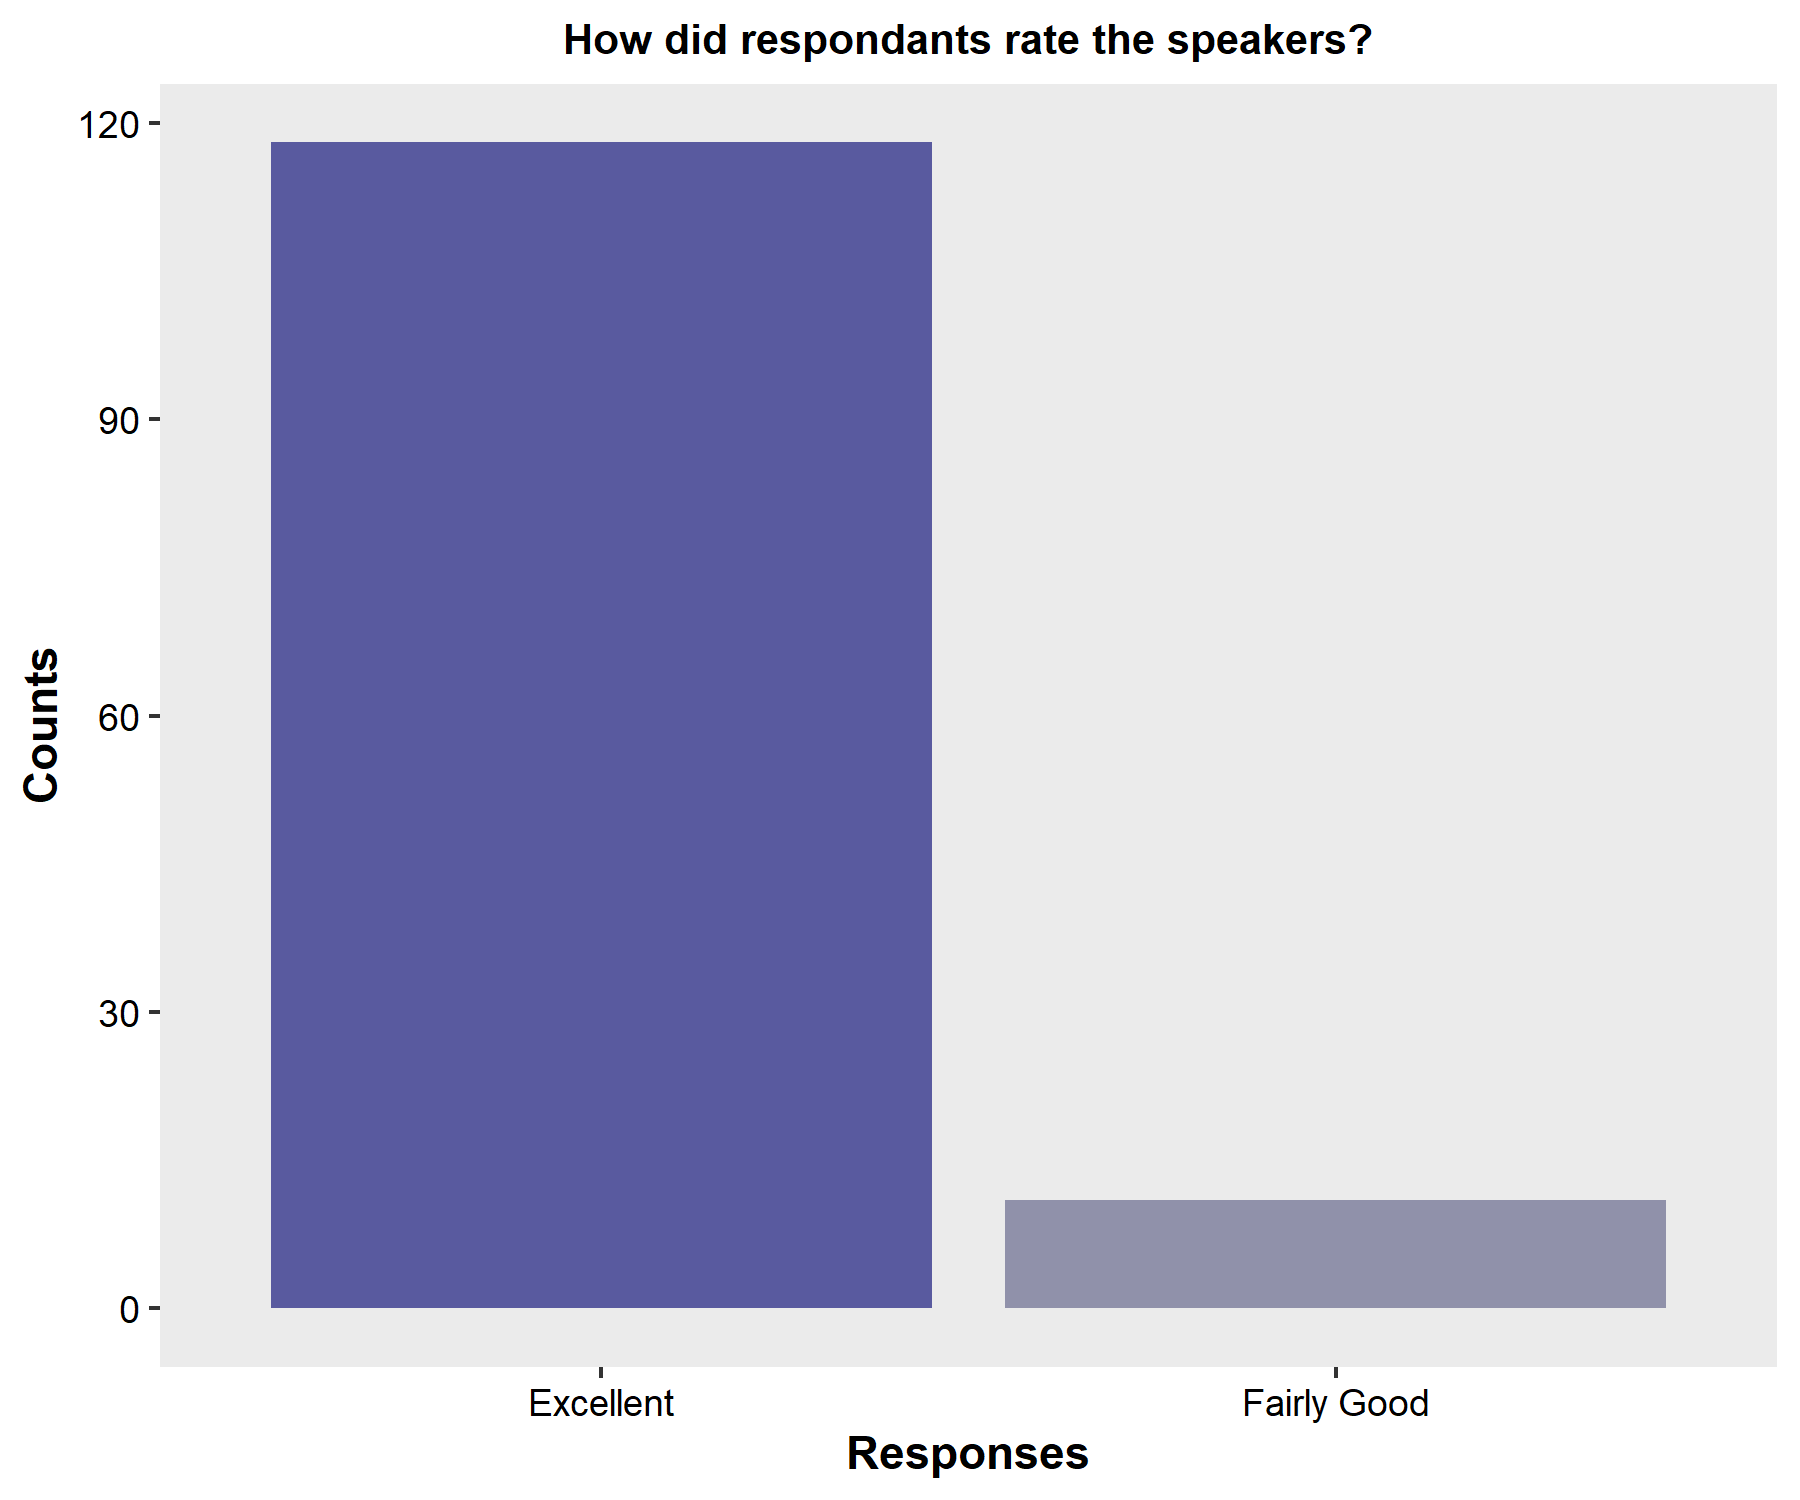 How did respondants rate the speakers?
120
90
60
30
0
Counts
Excellent
Fairly Good
Responses